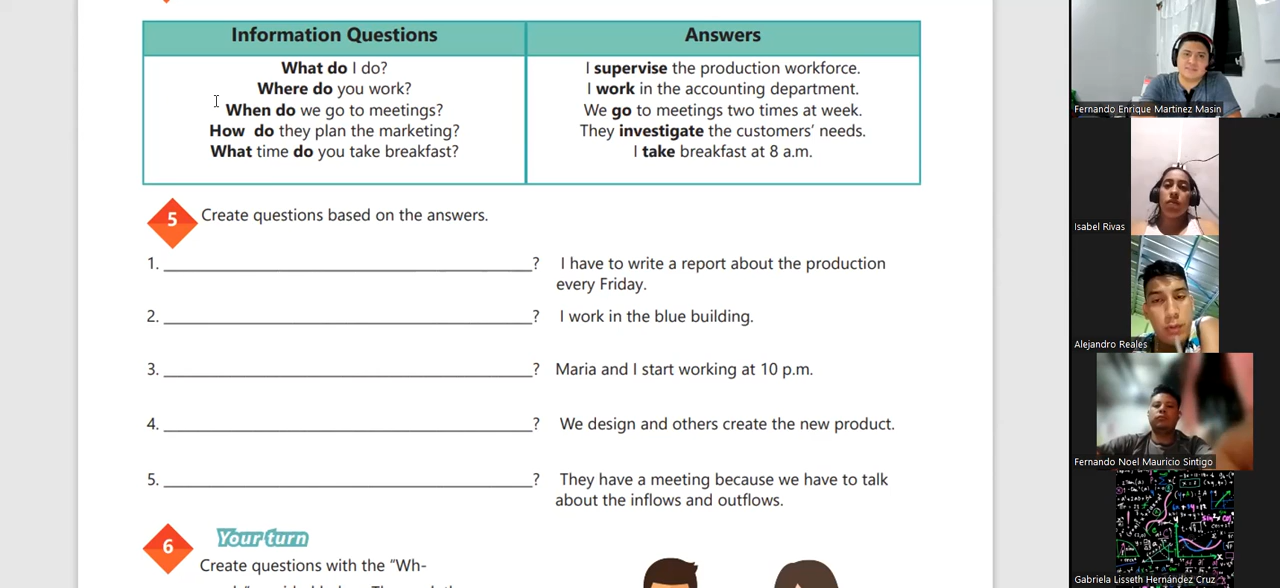 Information Questions
Answers
What do I do?
Where do you work?
When do we go to meetings?
How do they plan the marketing?
What time do you take breakfast?
I supervise the production workforce.
I work in the accounting department.
We go to meetings two times at week.
They investigate the customers' needs.
I take breakfast at 8 a.m.
5
Create questions based on the answers.
1. ______________________________? I have to write a report about the production
every Friday.
2. ______________________________? I work in the blue building.
3. ______________________________? Maria and I start working at 10 p.m.
4. ______________________________? We design and others create the new product.
5. ______________________________? They have a meeting because we have to talk
about the inflows and outflows.
6
Your turn
Create questions with the “Wh-
Fernando Enrique Martinez Masin
Isabel Rivas
Alejandro Reales
Fernando Noel Mauricio Sintigo
Gabriela Lisseth Hernández Cruz